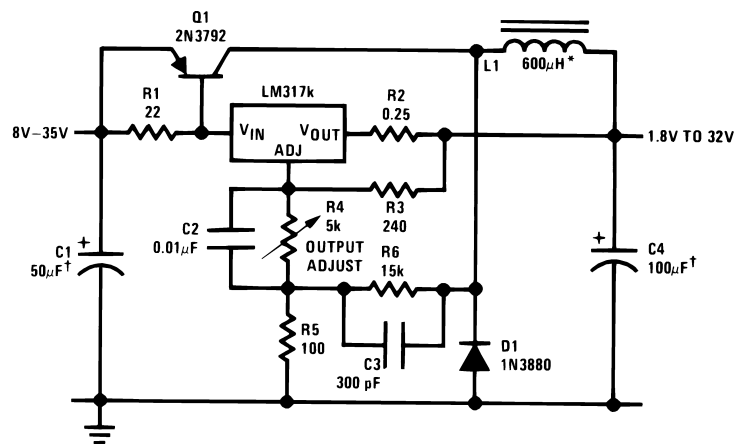 Q1
2N3792
L1
600μH*
R1
22
LM317k
R2
0.25
8V–35V
VIN
VOUT
ADJ
1.8V TO 32V
R3
240
R4
5k
OUTPUT
ADJUST
C2
0.01μF
R6
15k
C1
50μF†
+
C4
100μF†
+
R5
100
C3
300 pF
D1
1N3880